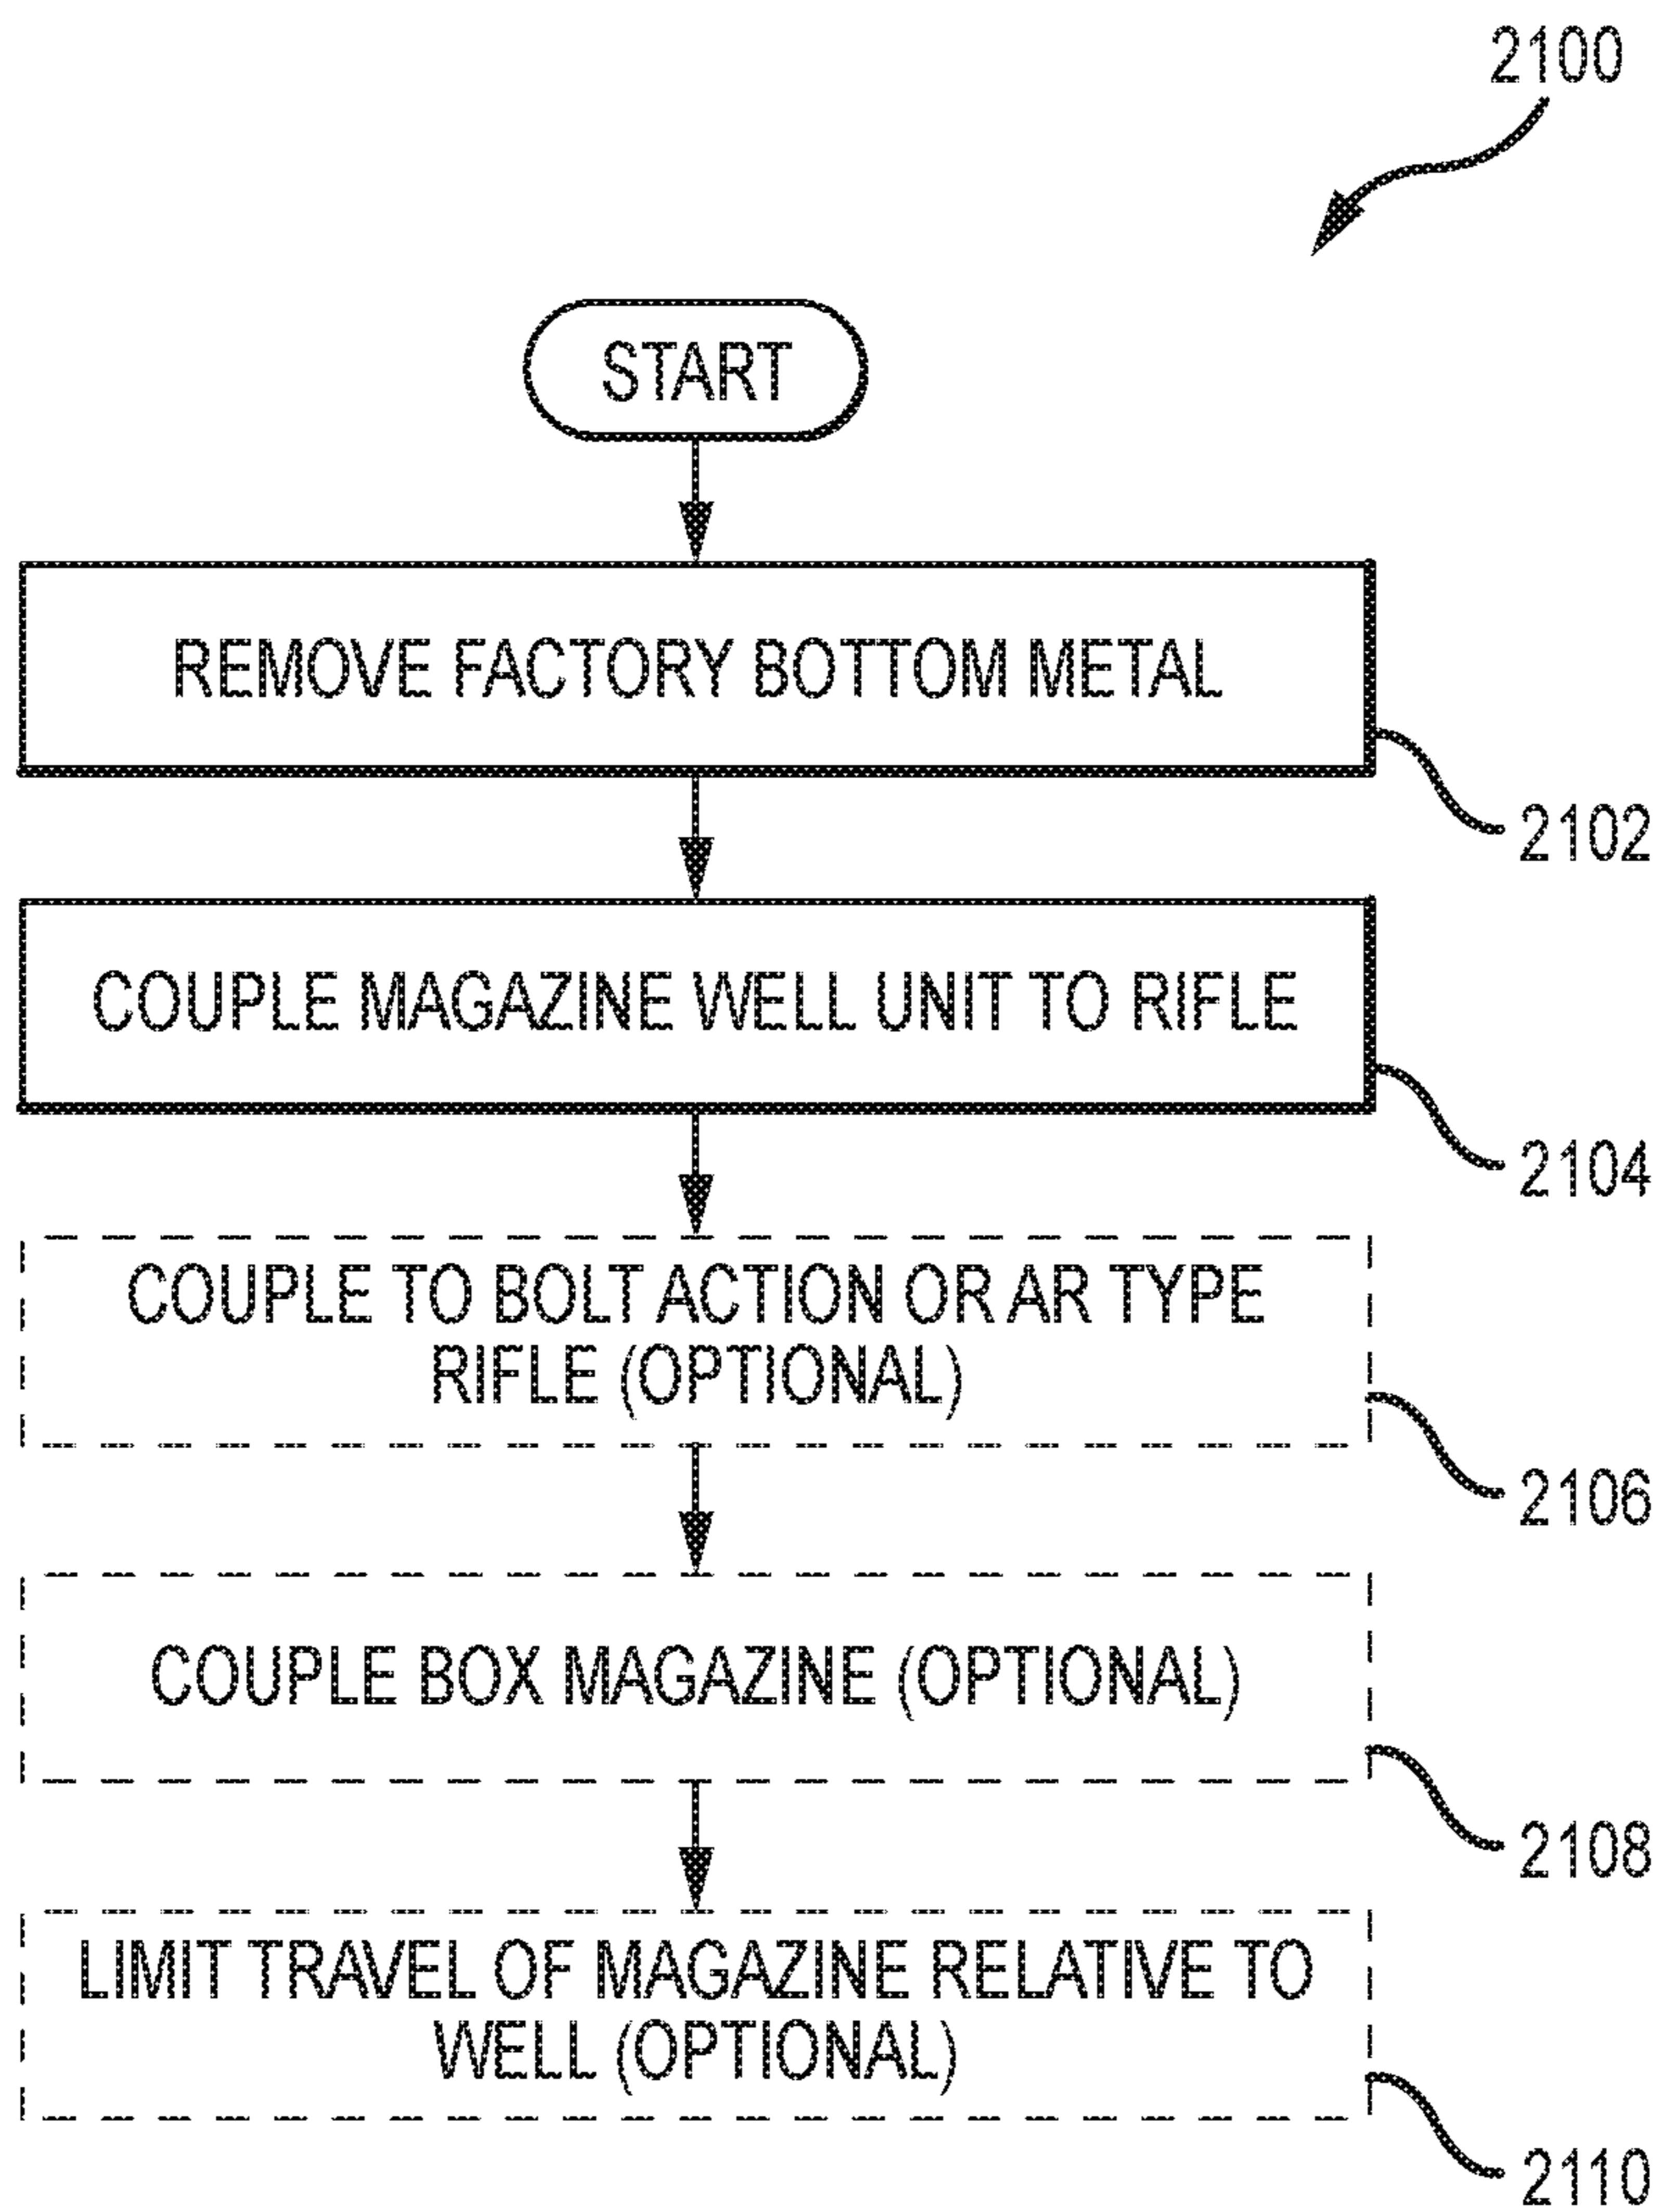 2100
START
REMOVE FACTORY BOTTOM METAL
2102
COUPLE MAGAZINE WELL UNIT TO RIFLE
2104
COUPLE TO BOLT ACTION OR AR TYPE
RIFLE (OPTIONAL)
2106
COUPLE BOX MAGAZINE (OPTIONAL)
2108
LIMIT TRAVEL OF MAGAZINE RELATIVE TO
WELL (OPTIONAL)
2110